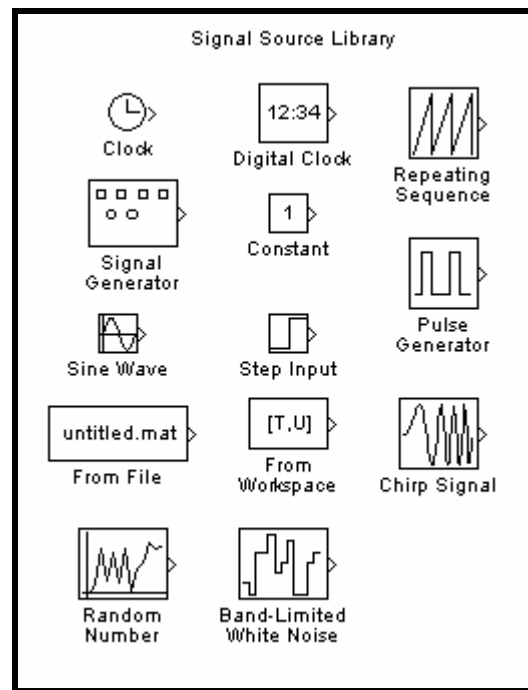 Signal Source Library
12:34
Clock
Digital Clock
Repeating
Sequence
1
Signal
Generator
Constant
Pulse
Generator
Sine Wave
Step Input
untitled.mat
[T,U]
From File
From
Workspace
Chirp Signal
Random
Number
Band-Limited
White Noise